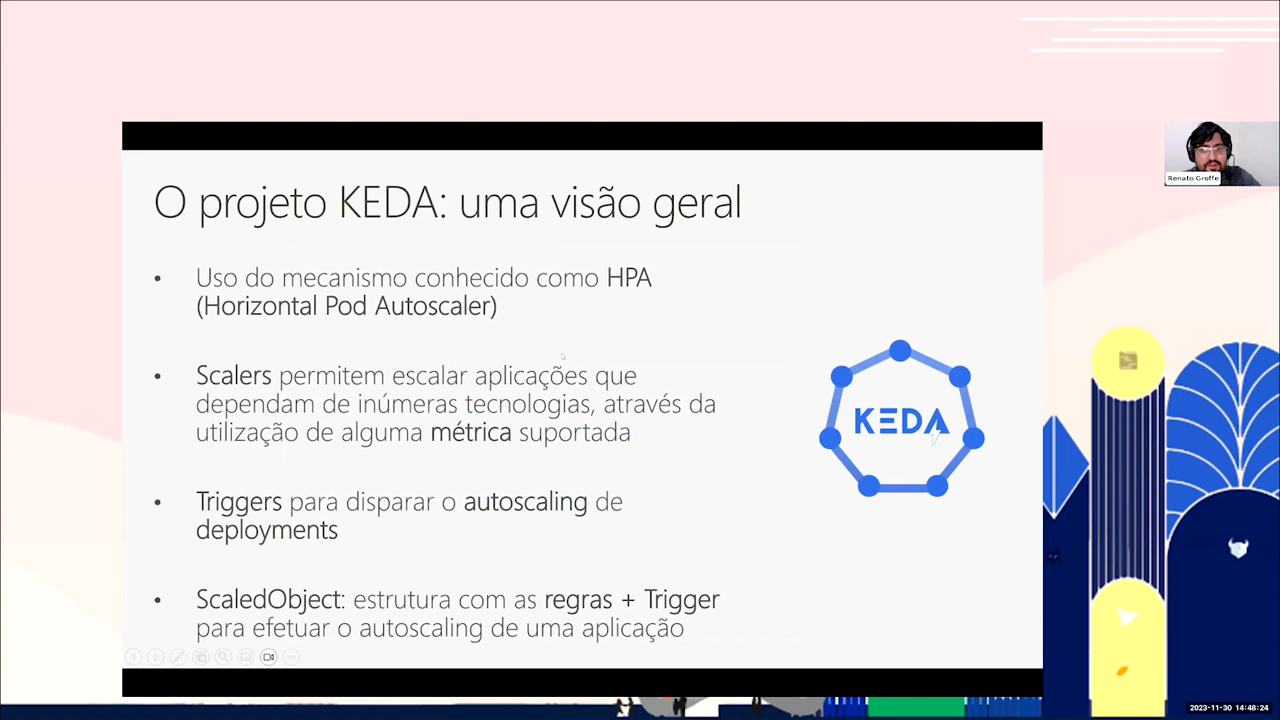 O projeto KEDA: uma visão geral
• Uso do mecanismo conhecido como HPA
(Horizontal Pod Autoscaler)
• Scalers permitem escalar aplicações que
dependam de inúmeras tecnologias, através da
utilização de alguma métrica suportada
• Triggers para disparar o autoscaling de
deployments
• ScaledObject: estrutura com as regras + Trigger
para efetuar o autoscaling de uma aplicação
KEDA
Renato Groffe
2023-11-30 14:48:24